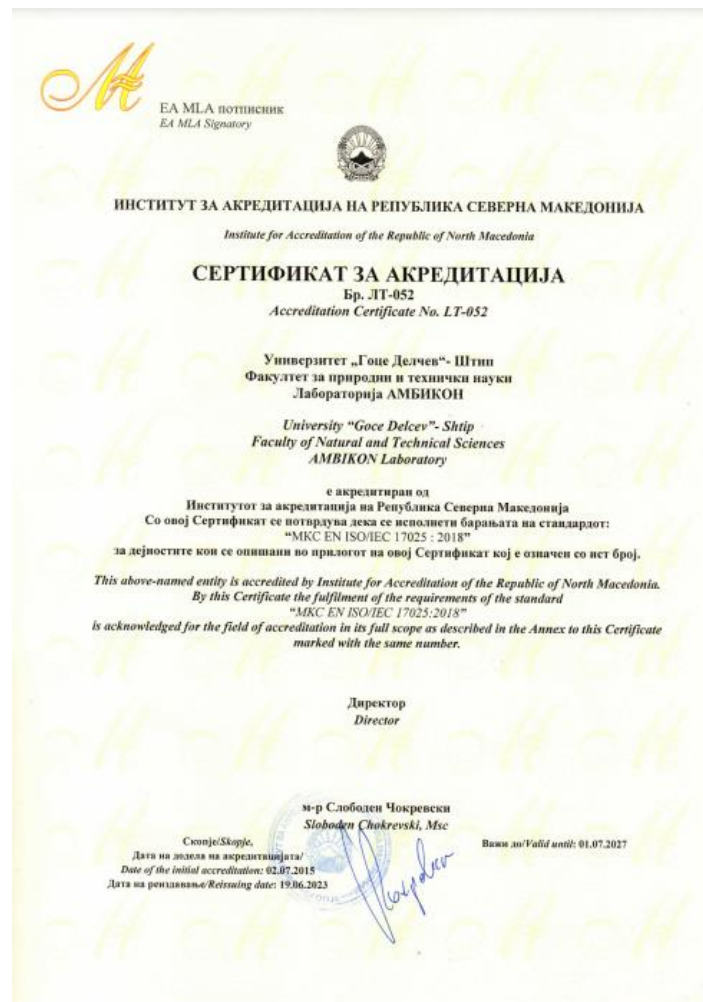 ЕА MLA потписник
EA MLA Signatory
ИНСТИТУТ ЗА АКРЕДИТАЦИЈА НА РЕПУБЛИКА СЕВЕРНА МАКЕДОНИЈА
Institute for Accreditation of the Republic of North Macedonia
СЕРТИФИКАТ ЗА АКРЕДИТАЦИЈА
Бр. ЛТ-052
Accreditation Certificate No. LT-052
Универзитет „Гоце Делчев“- Штип
Факултет за природни и технички науки
Лабораторија АМБИКОН
University “Goce Delcev”- Shtip
Faculty of Natural and Technical Sciences
AMBIKON Laboratory
е акредитиран од
Институтот за акредитација на Република Северна Македонија
Со овој Сертификат се потврдува дека се исполнети барањата на стандардот:
“МКС EN ISO/IEC 17025 : 2018”
за дејностите кои се опишани во прилогот на овој Сертификат кој е означен со ист број.
This above-named entity is accredited by Institute for Accreditation of the Republic of North Macedonia.
By this Certificate the fulfilment of the requirements of the standard
“МКС EN ISO/IEC 17025:2018”
is acknowledged for the field of accreditation in its full scope as described in the Annex to this Certificate
marked with the same number.
Директор
Director
м-р Слободен Чокревски
Sloboden Chokrevski, Msc
Скопје/Skopje,
Дата на додела на акредитацијата/
Date of the initial accreditation: 02.07.2015
Дата на реиздавање/Reissuing date: 19.06.2023
Важи до/Valid until: 01.07.2027